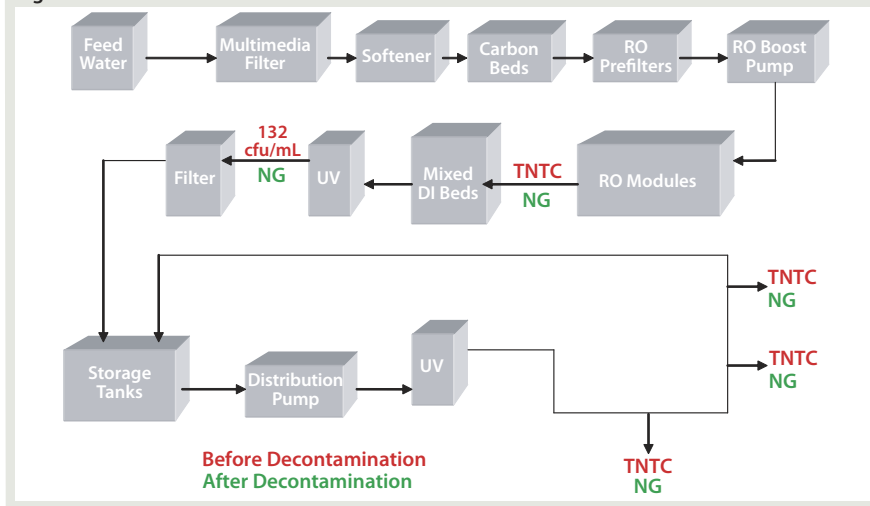 Feed
Water
Multimedia
Filter
Softener
Carbon
Beds
RO
Prefilters
RO Boost
Pump
Filter
132
cfu/mL
NG
UV
Mixed
DI Beds
TNTC
NG
RO Modules
TNTC
NG
Storage
Tanks
Distribution
Pump
UV
TNTC
NG
Before Decontamination
After Decontamination
TNTC
NG